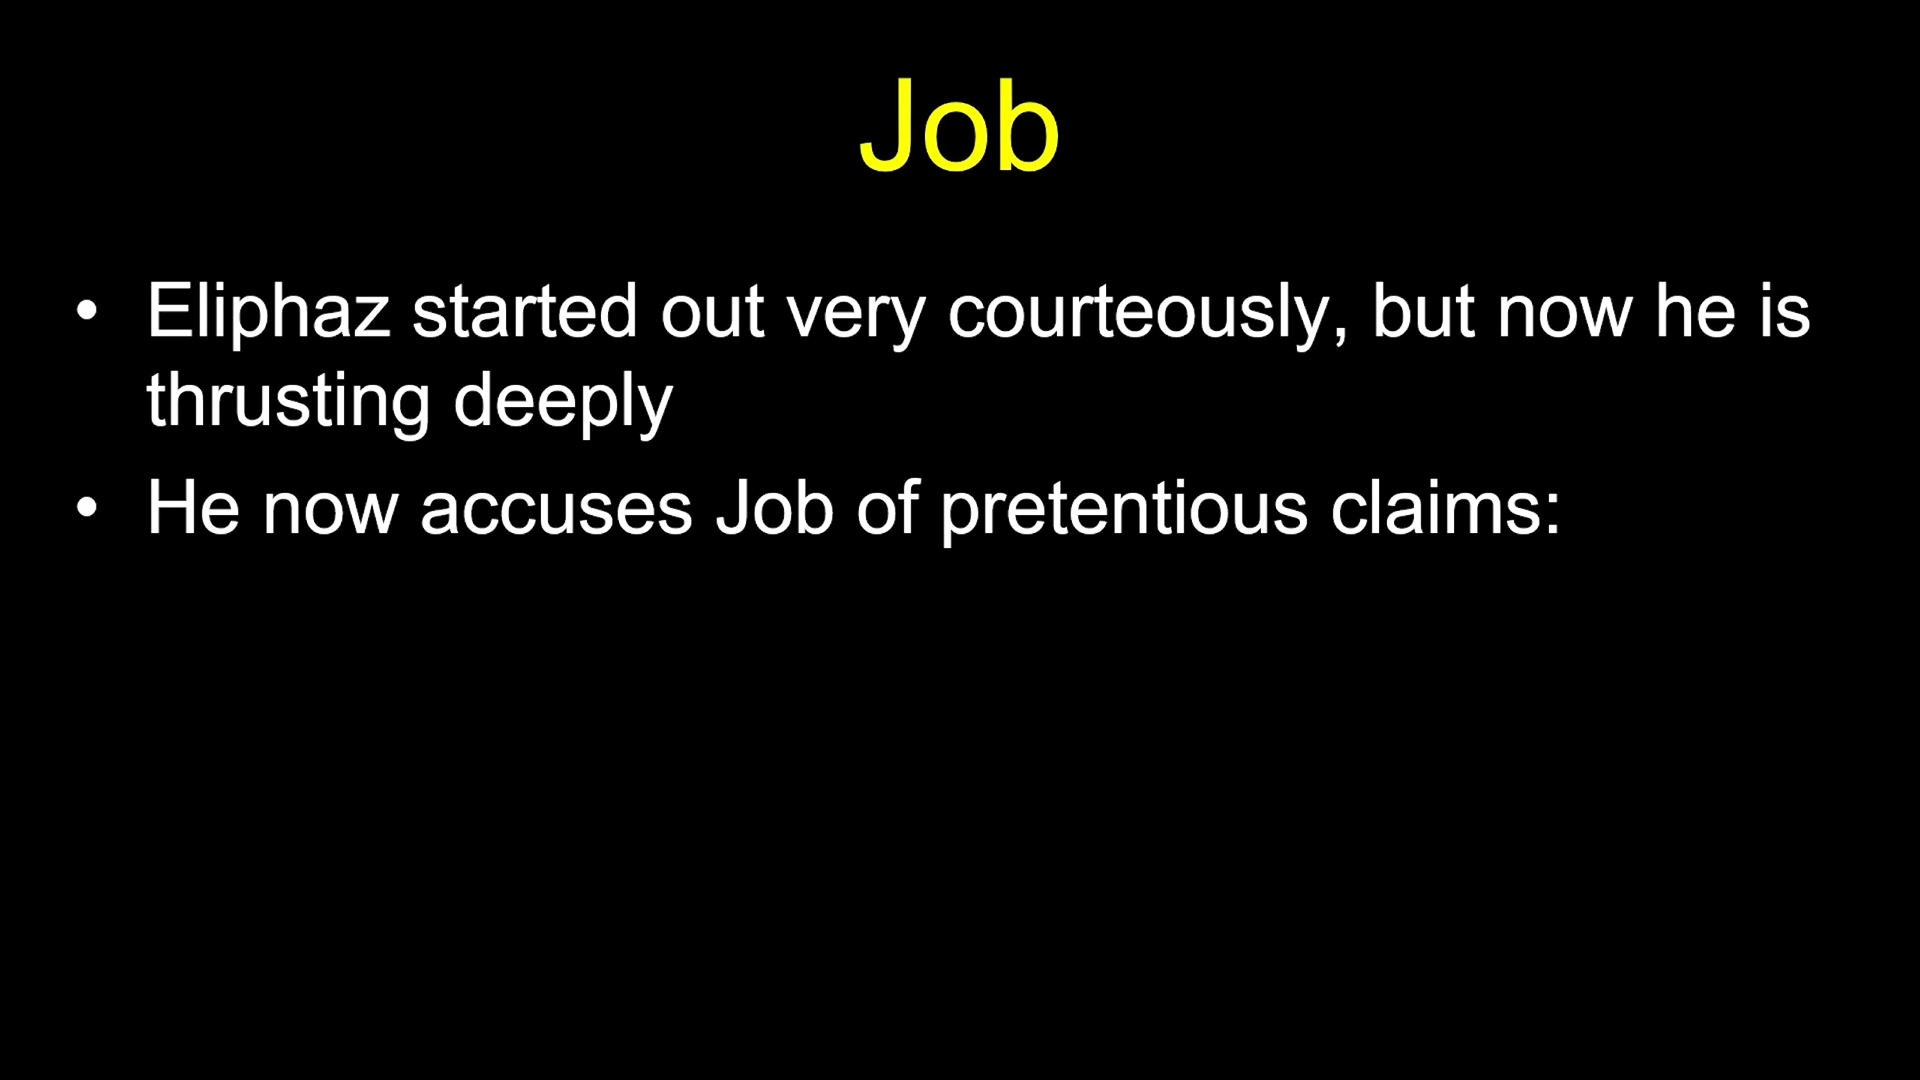 Job
• Eliphaz started out very courteously, but now he is
thrusting deeply
• He now accuses Job of pretentious claims: